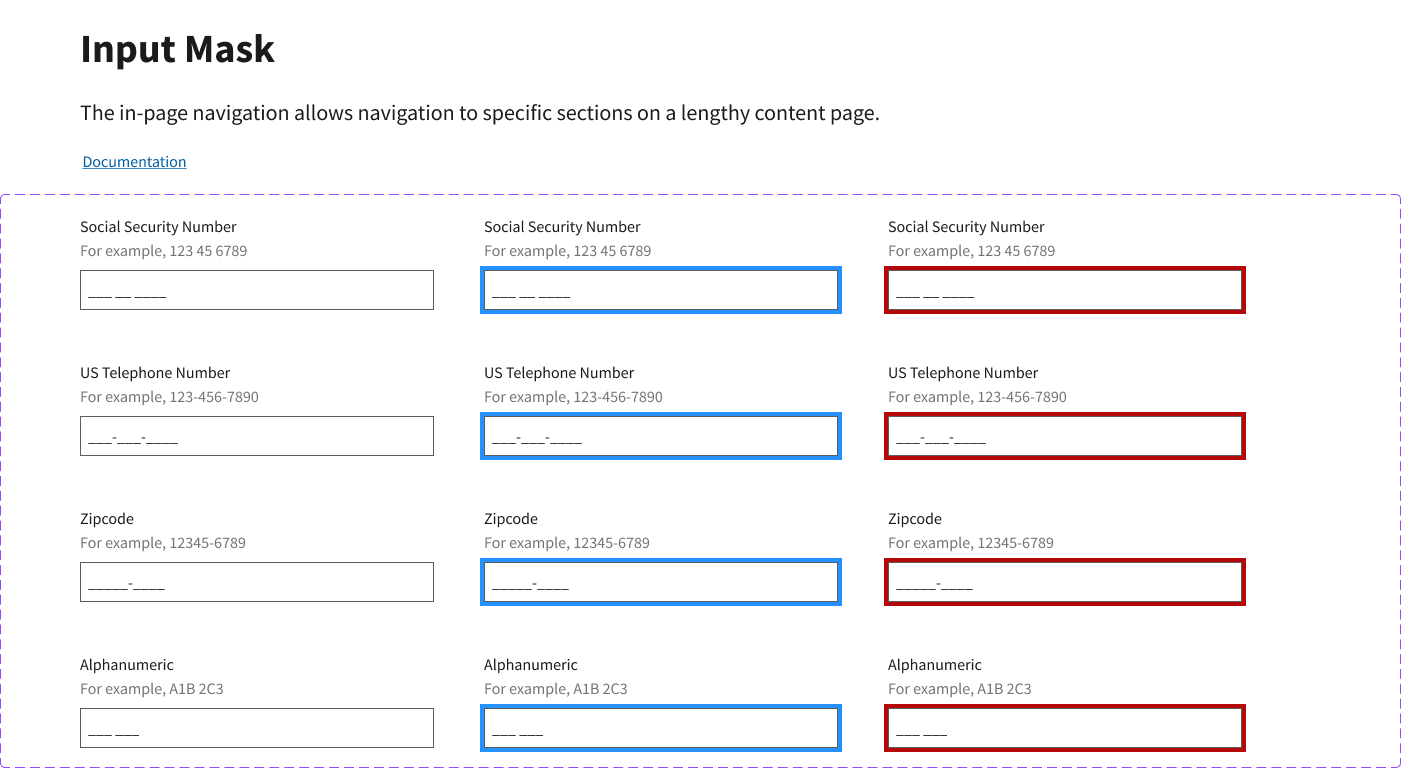 Input Mask
The in-page navigation allows navigation to specific sections on a lengthy content page.
Documentation
Social Security Number
For example, 123 45 6789
___ __ ____
Social Security Number
For example, 123 45 6789
___ __ ____
Social Security Number
For example, 123 45 6789
___ __ ____
US Telephone Number
For example, 123-456-7890
___-___-____
US Telephone Number
For example, 123-456-7890
___-___-____
US Telephone Number
For example, 123-456-7890
___-___-____
Zipcode
For example, 12345-6789
_____-____
Zipcode
For example, 12345-6789
_____-____
Zipcode
For example, 12345-6789
_____-____
Alphanumeric
For example, A1B 2C3
___ ___
Alphanumeric
For example, A1B 2C3
___ ___
Alphanumeric
For example, A1B 2C3
___ ___